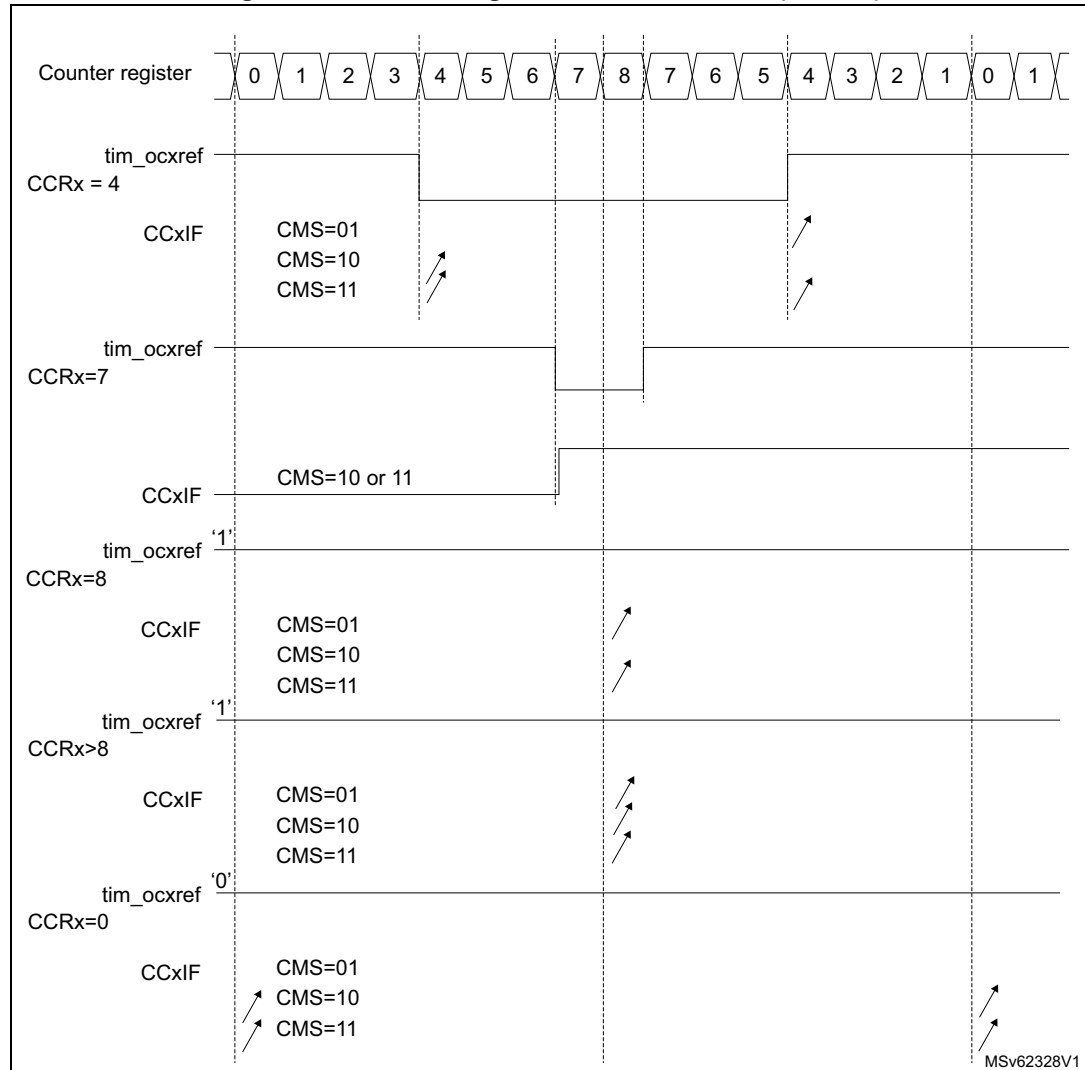 Counter register 0 1 2 3 4 5 6 7 8 7 6 5 4 3 2 1 0 1
tim_ocxref
CCRx = 4
CCxIF CMS=01
CMS=10
CMS=11
tim_ocxref
CCRx=7
CMS=10 or 11
CCxIF
tim_ocxref '1'
CCRx=8
CCxIF CMS=01
CMS=10
CMS=11
tim_ocxref '1'
CCRx>8
CCxIF CMS=01
CMS=10
CMS=11
tim_ocxref '0'
CCRx=0
CCxIF CMS=01
CMS=10
CMS=11
MSv62328V1